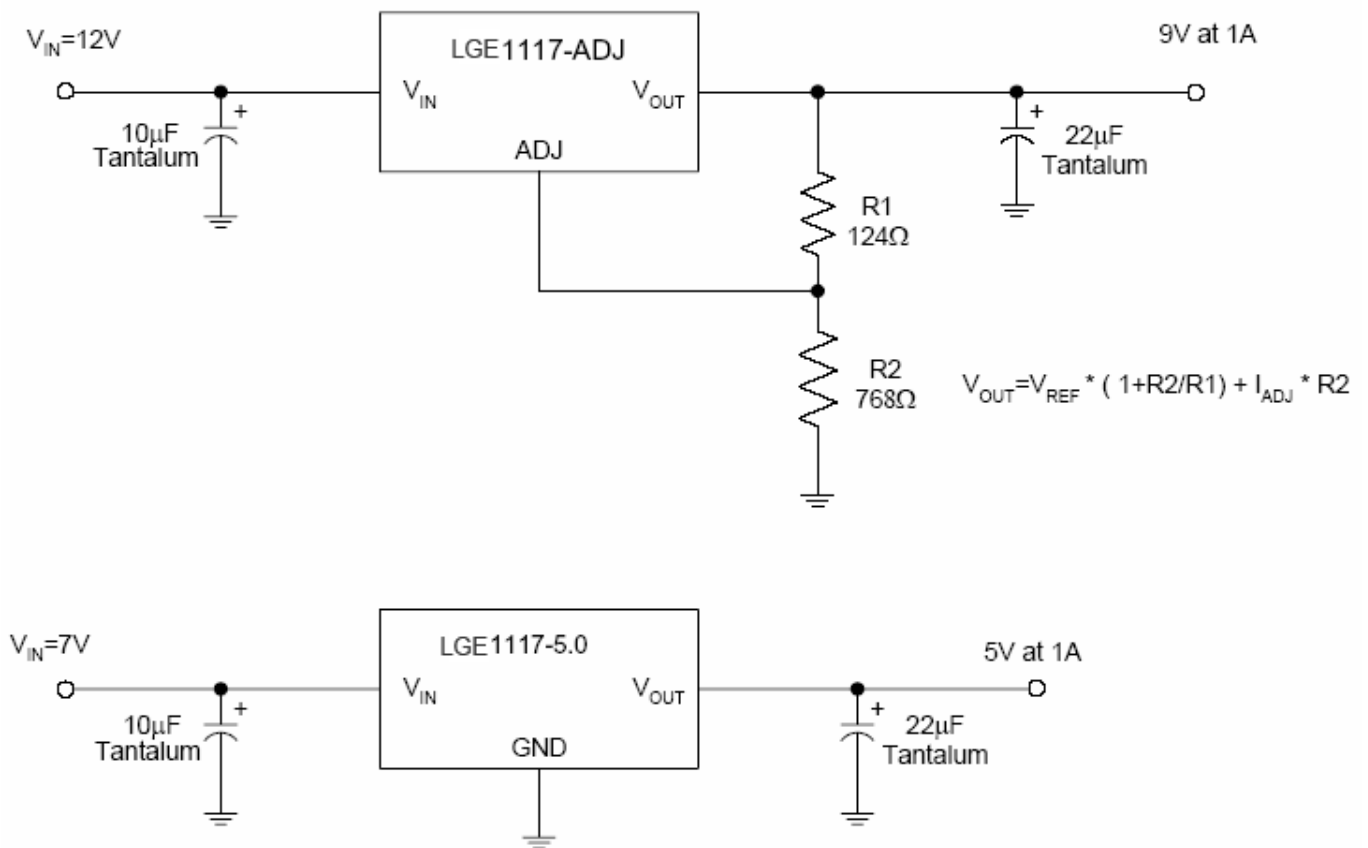 V_IN=12V
LGE1117-ADJ
9V at 1A
V_IN
V_OUT
+
10μF
Tantalum
ADJ
+
22μF
Tantalum
R1
124Ω
R2
768Ω
V_OUT=V_REF * ( 1+R2/R1) + I_ADJ * R2
V_IN=7V
LGE1117-5.0
5V at 1A
V_IN
V_OUT
+
10μF
Tantalum
GND
+
22μF
Tantalum